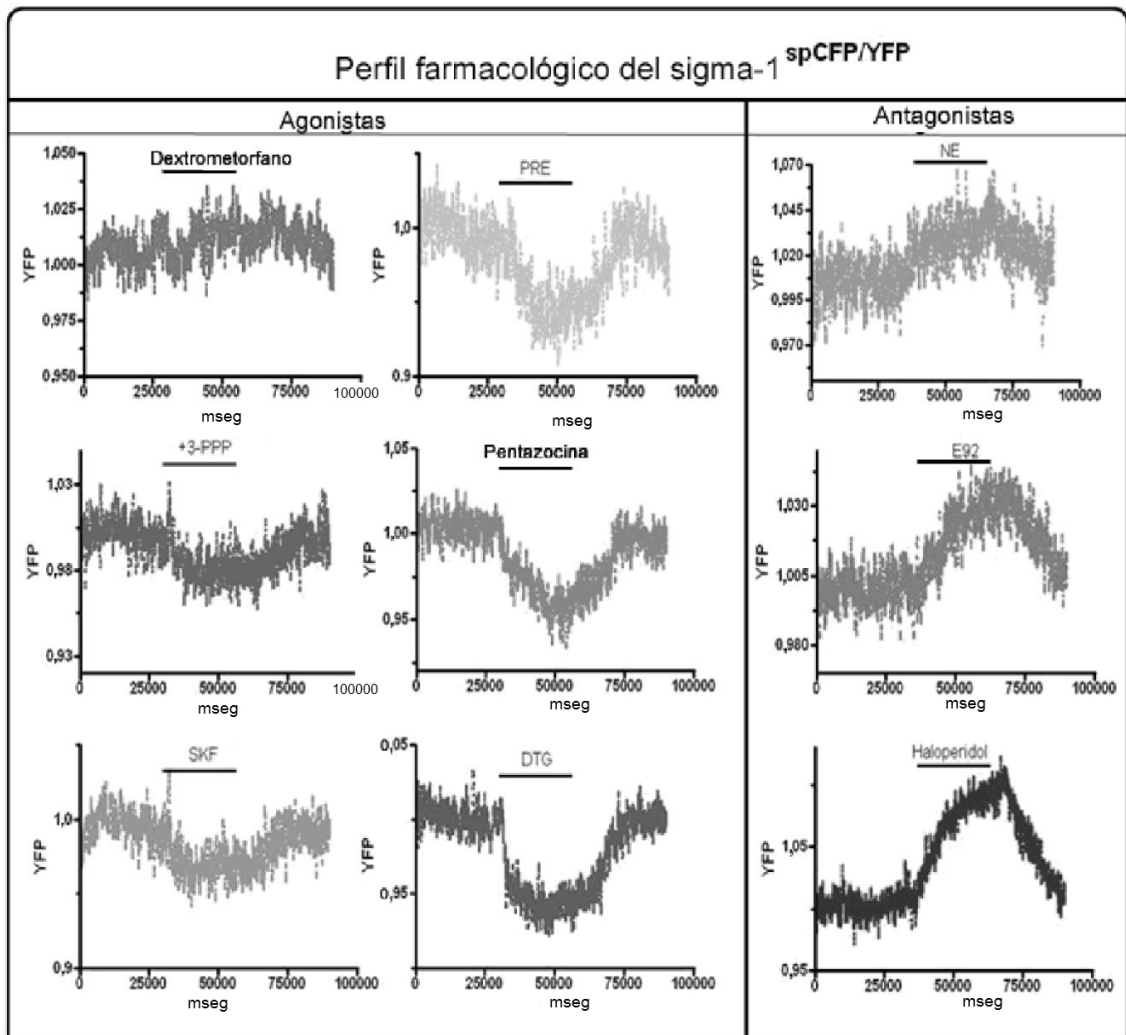 Perfil farmacológico del sigma-1 spCFP/YFP
Agonistas
Antagonistas
Dextrometorfano
1,050
1,025
1,000
0,975
0,950
YFP
0 25000 50000 75000 100000
mseg
PRE
1,0
0,9
YFP
0 25000 50000 75000 100000
mseg
NE
1,070
1,045
1,020
0,995
0,970
YFP
0 25000 50000 75000 100000
mseg
+3-PPP
1,03
0,98
0,93
YFP
0 25000 50000 75000 100000
mseg
Pentazocina
1,05
1,00
0,95
YFP
0 25000 50000 75000 100000
mseg
E92
1,030
1,005
0,980
YFP
0 25000 50000 75000 100000
mseg
SKF
1,0
0,9
YFP
0 25000 50000 75000 100000
mseg
DTG
0,05
0,95
YFP
0 25000 50000 75000 100000
mseg
Haloperidol
1,05
0,95
YFP
0 25000 50000 75000 100000
mseg